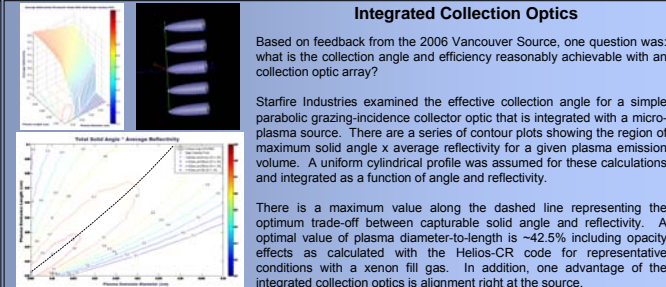 Integrated Collection Optics
Based on feedback from the 2006 Vancouver Source, one question was:
what is the collection angle and efficiency reasonably achievable with an
collection optic array?
Starfire Industries examined the effective collection angle for a simple
parabolic grazing-incidence collector optic that is integrated with a micro-
plasma source. There are a series of contour plots showing the region of
maximum solid angle x average reflectivity for a given plasma emission
volume. A uniform cylindrical profile was assumed for these calculations
and integrated as a function of angle and reflectivity.
There is a maximum value along the dashed line representing the
optimum trade-off between capturable solid angle and reflectivity. A
optimal value of plasma diameter-to-length is ~42.5% including opacity
effects as calculated with the Helios-CR code for representative
conditions with a xenon fill gas. In addition, one advantage of the
integrated collection optics is alignment right at the source.
Total Solid Angle * Average Reflectivity